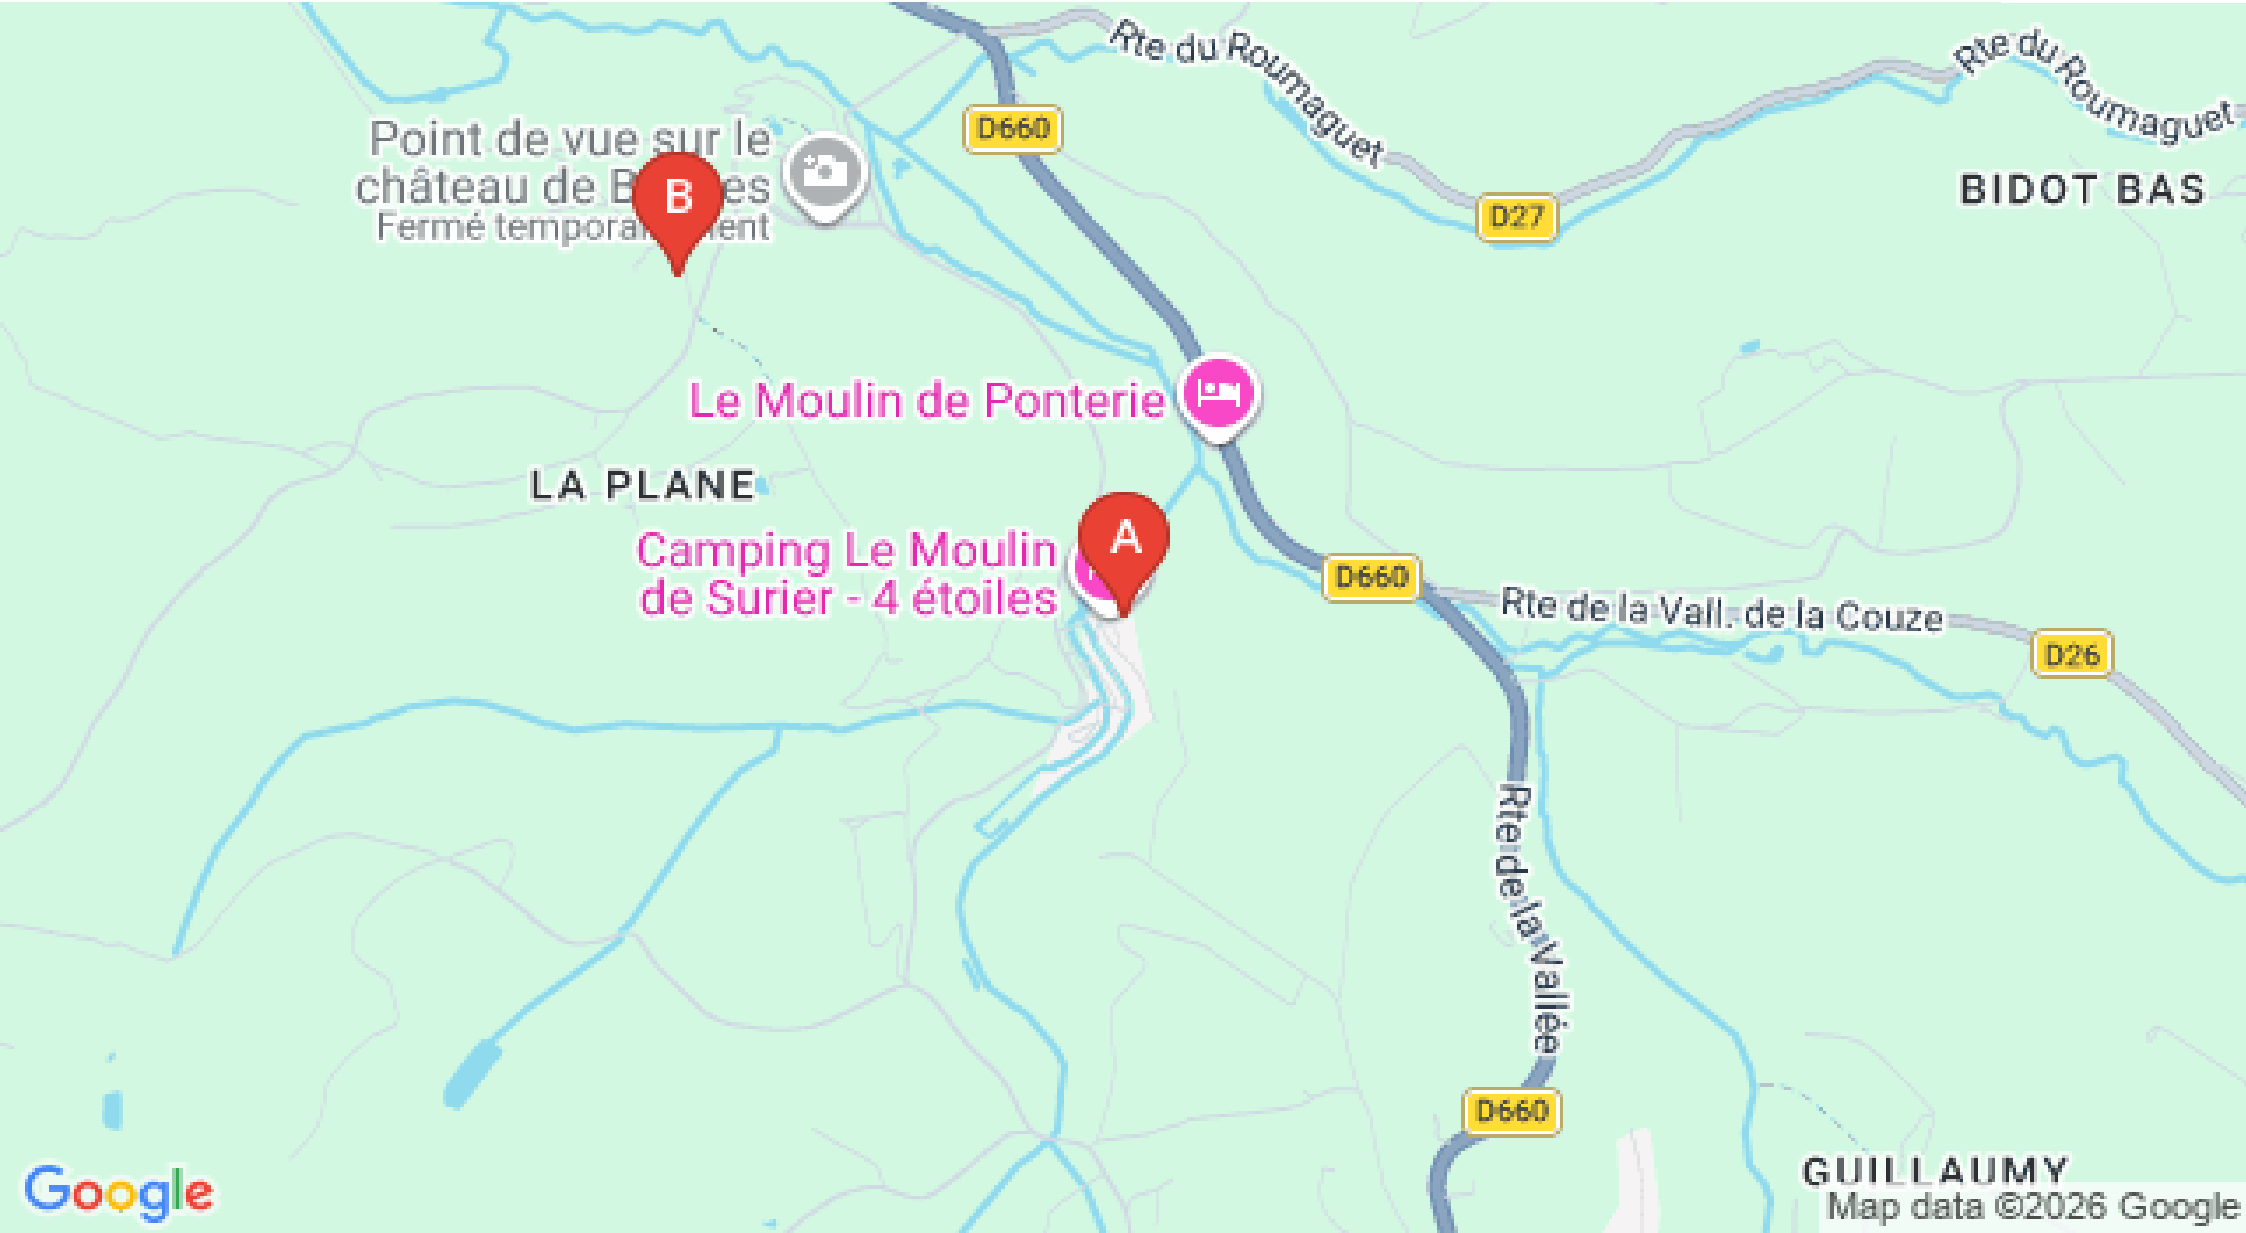 Rte du Roumaguet
Rte du Roumaguet
D660
Point de vue sur le
château de
Fermé
B
D27
BIDOT BAS
Le Moulin de Ponterie
LA PLANE
A
Camping Le Moulin
de Surier - 4 étoiles
D660
Rte de la Vall. de la Couze
D26
Rte de la Vallée
D660
GUILLAUMY
Google
Map data ©2026 Google